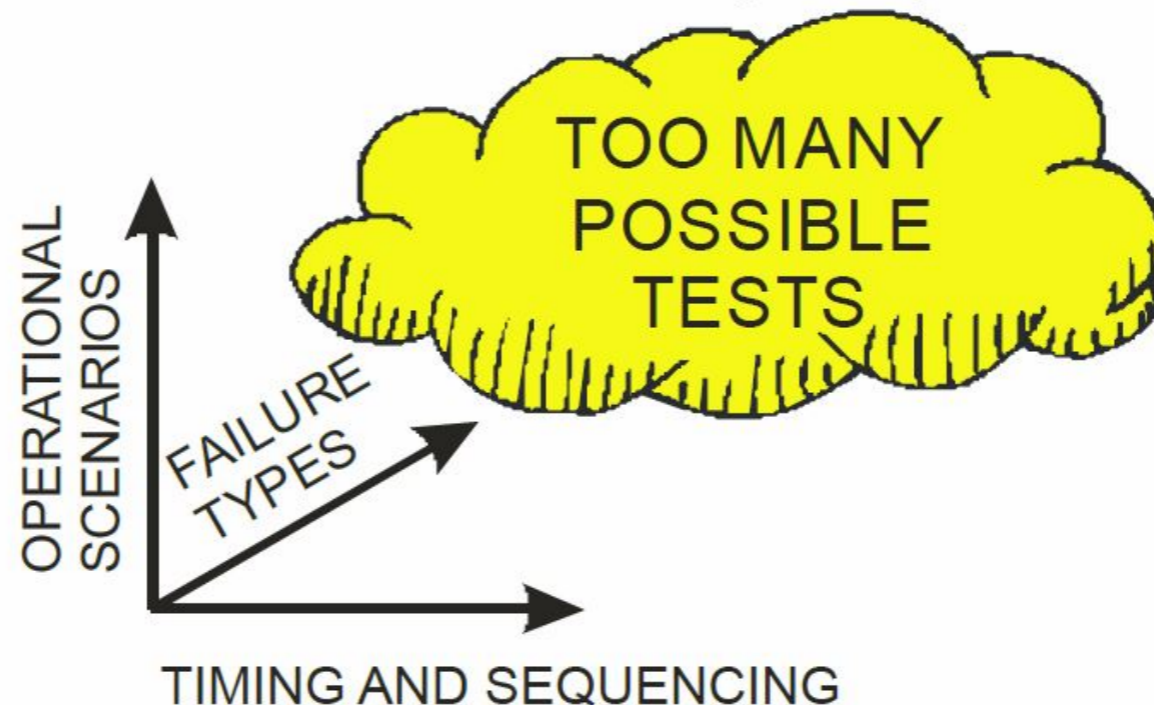 TOO MANY
POSSIBLE
TESTS
OPERATIONAL
SCENARIOS
FAILURE
TYPES
TIMING AND SEQUENCING